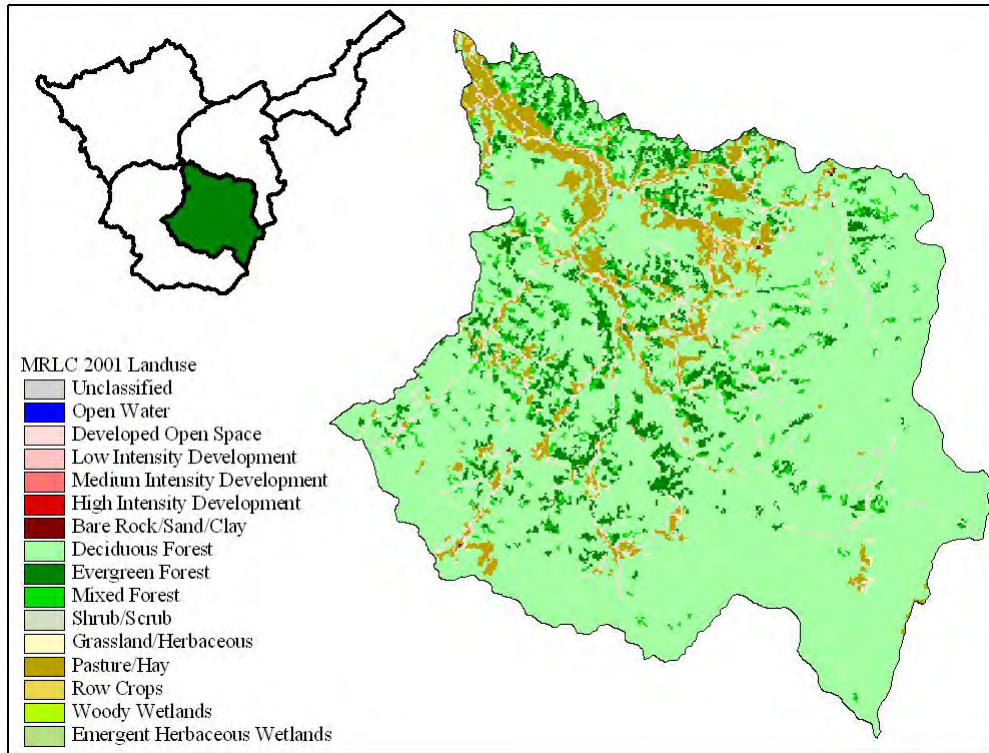 MRLC 2001 Landuse
Unclassified
Open Water
Developed Open Space
Low Intensity Development
Medium Intensity Development
High Intensity Development
Bare Rock/Sand/Clay
Deciduous Forest
Evergreen Forest
Mixed Forest
Shrub/Scrub
Grassland/Herbaceous
Pasture/Hay
Row Crops
Woody Wetlands
Emergent Herbaceous Wetlands